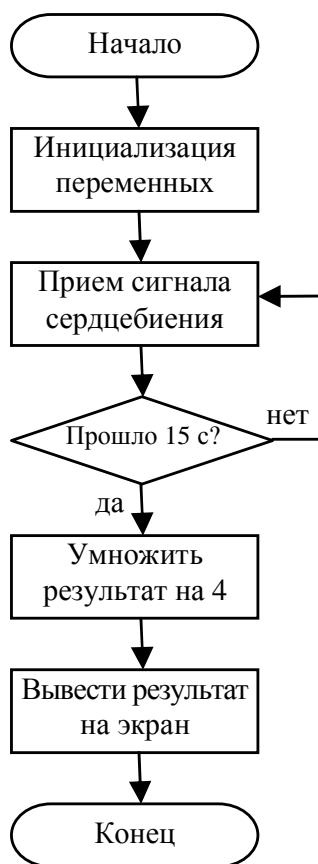 Начало
Инициализация
переменных
Прием сигнала
сердцебиения
Прошло 15 с?
нет
да
Умножить
результат на 4
Вывести результат
на экран
Конец